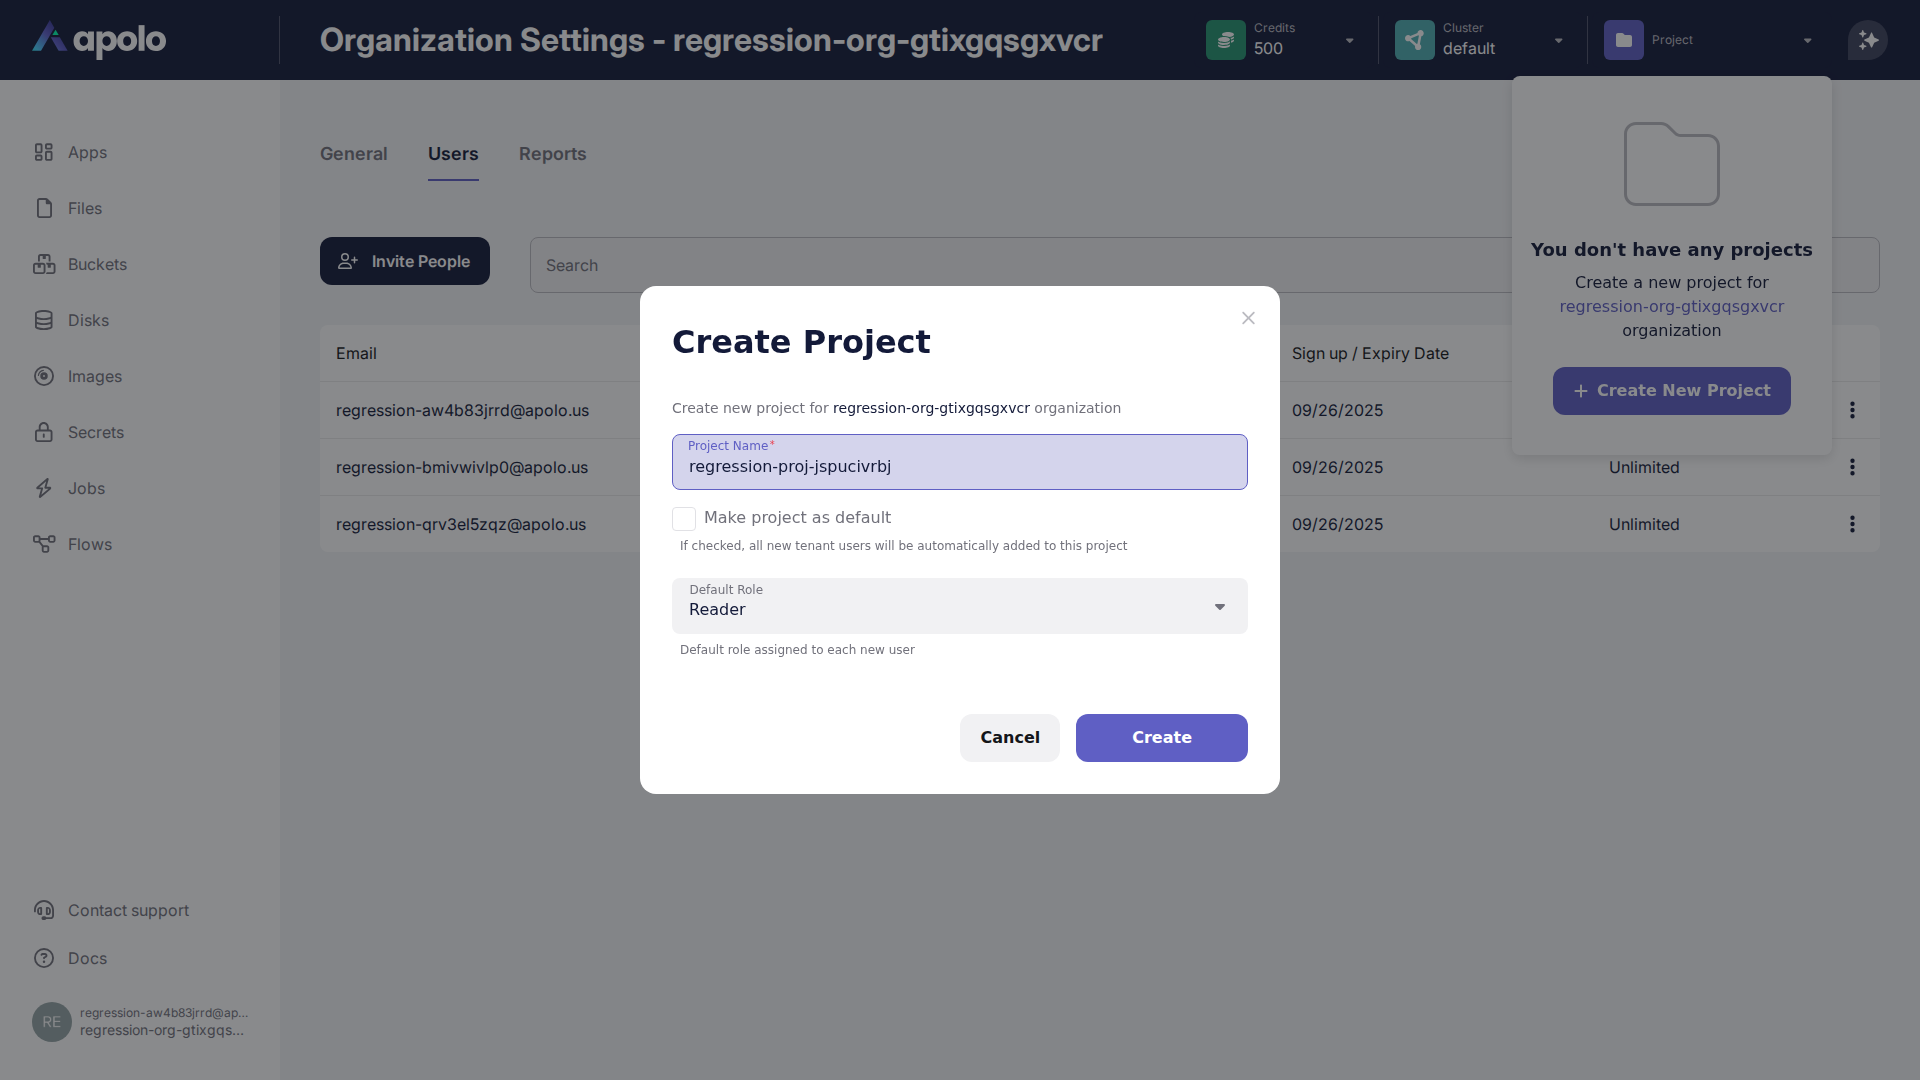 apolo
Organization Settings - regression-org-gtixgqsgxvcr
Credits
500
Cluster
default
Project
Apps
Files
Buckets
Disks
Images
Secrets
Jobs
Flows
Contact support
Docs
RE
regression-aw4b83jrrd@ap...
regression-org-gtixgqs...
General
Users
Reports
Invite People
Search
Email
Sign up / Expiry Date
regression-aw4b83jrrd@apolo.us
09/26/2025
regression-bmivwivlp0@apolo.us
09/26/2025
Unlimited
regression-qrv3el5zqz@apolo.us
09/26/2025
Unlimited
You don't have any projects
Create a new project for
regression-org-gtixgqsgxvcr
organization
Create New Project
Create Project
Create new project for regression-org-gtixgqsgxvcr organization
Project Name*
regression-proj-jspucivrbj
Make project as default
If checked, all new tenant users will be automatically added to this project
Default Role
Reader
Default role assigned to each new user
Cancel
Create